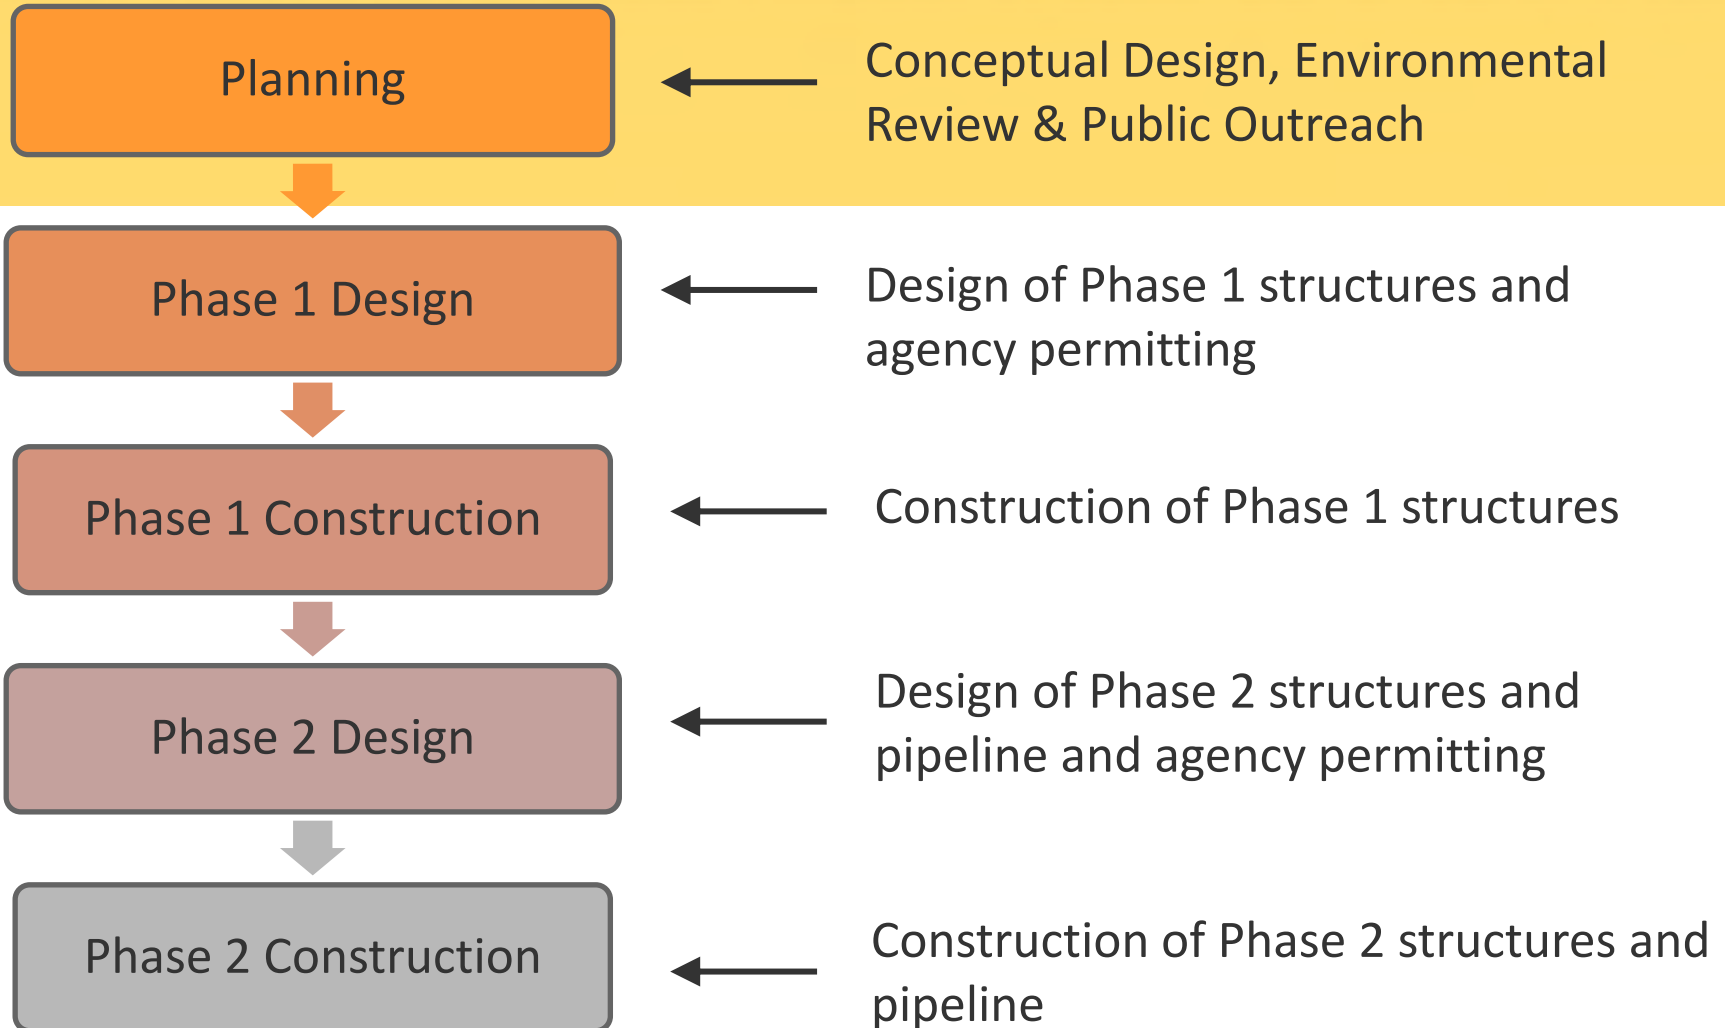 Planning
Conceptual Design, Environmental
Review & Public Outreach
Phase 1 Design
Design of Phase 1 structures and
agency permitting
Phase 1 Construction
Construction of Phase 1 structures
Phase 2 Design
Design of Phase 2 structures and
pipeline and agency permitting
Phase 2 Construction
Construction of Phase 2 structures and
pipeline